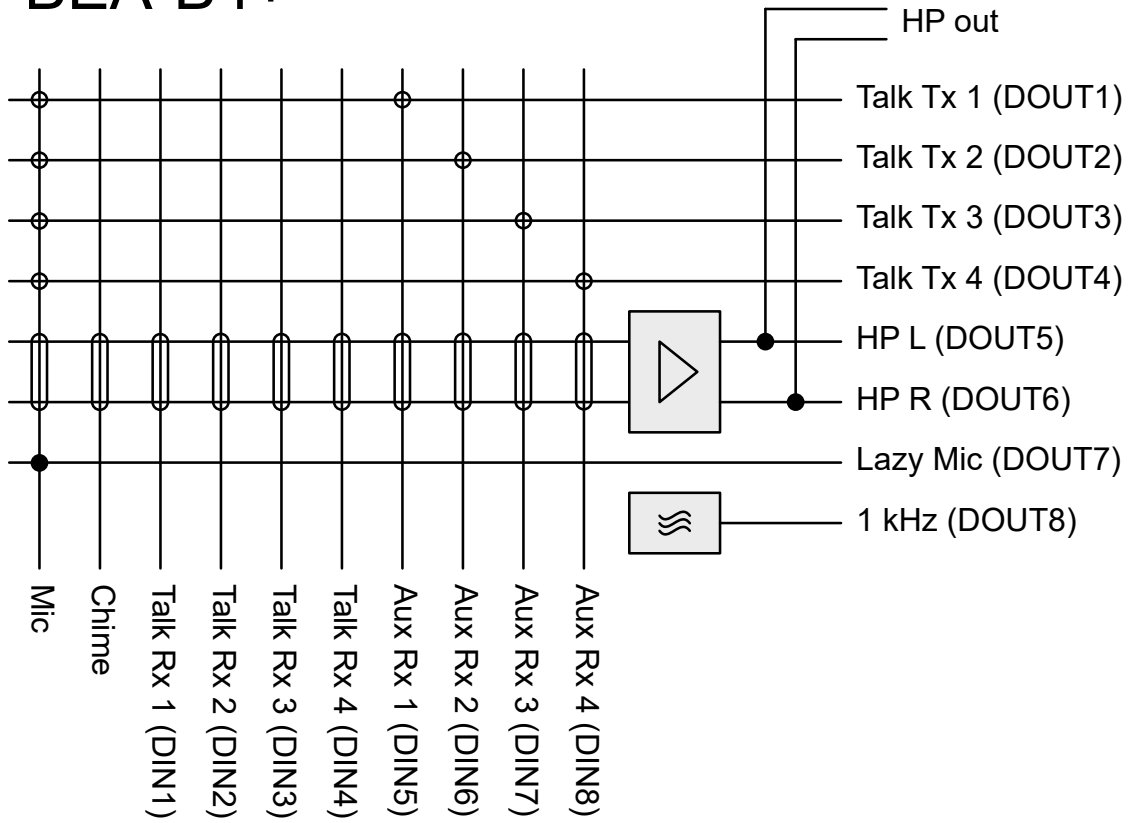 HP out
Talk Tx 1 (DOUT1)
Talk Tx 2 (DOUT2)
Talk Tx 3 (DOUT3)
Talk Tx 4 (DOUT4)
HP L (DOUT5)
HP R (DOUT6)
Lazy Mic (DOUT7)
1 kHz (DOUT8)
Mic
Chime
Talk Rx 1 (DIN1)
Talk Rx 2 (DIN2)
Talk Rx 3 (DIN3)
Talk Rx 4 (DIN4)
Aux Rx 1 (DIN5)
Aux Rx 2 (DIN6)
Aux Rx 3 (DIN7)
Aux Rx 4 (DIN8)